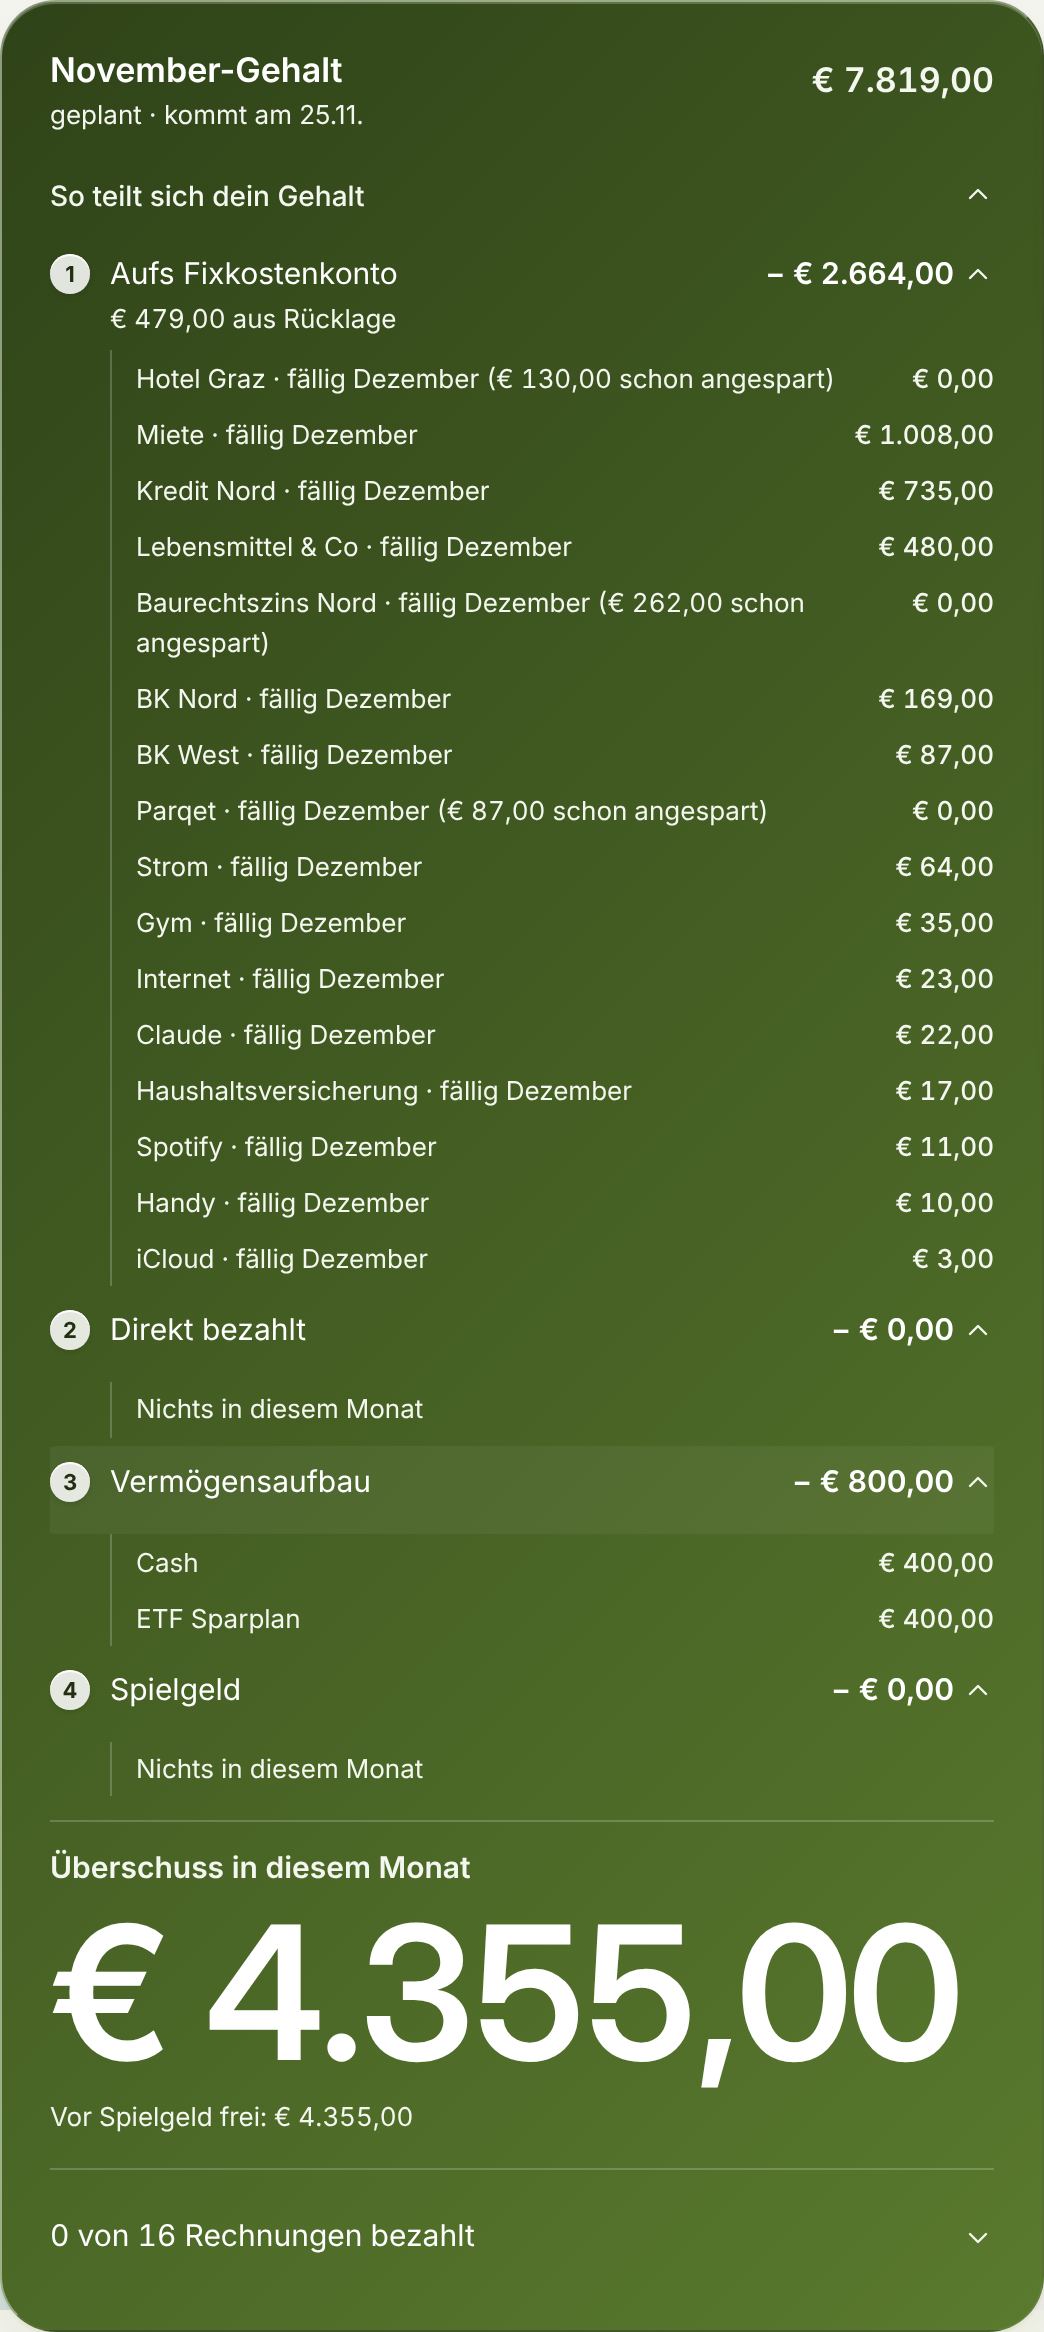 November-Gehalt
€ 7.819,00
geplant · kommt am 25.11.
So teilt sich dein Gehalt
1 Aufs Fixkostenkonto – € 2.664,00
€ 479,00 aus Rücklage
Hotel Graz · fällig Dezember (€ 130,00 schon angespart) € 0,00
Miete · fällig Dezember € 1.008,00
Kredit Nord · fällig Dezember € 735,00
Lebensmittel & Co · fällig Dezember € 480,00
Baurechtszins Nord · fällig Dezember (€ 262,00 schon € 0,00
angespart)
BK Nord · fällig Dezember € 169,00
BK West · fällig Dezember € 87,00
Parqet · fällig Dezember (€ 87,00 schon angespart) € 0,00
Strom · fällig Dezember € 64,00
Gym · fällig Dezember € 35,00
Internet · fällig Dezember € 23,00
Claude · fällig Dezember € 22,00
Haushaltsversicherung · fällig Dezember € 17,00
Spotify · fällig Dezember € 11,00
Handy · fällig Dezember € 10,00
iCloud · fällig Dezember € 3,00
2 Direkt bezahlt – € 0,00
Nichts in diesem Monat
3 Vermögensaufbau – € 800,00
Cash € 400,00
ETF Sparplan € 400,00
4 Spielgeld – € 0,00
Nichts in diesem Monat
Überschuss in diesem Monat
€ 4.355,00
Vor Spielgeld frei: € 4.355,00
0 von 16 Rechnungen bezahlt